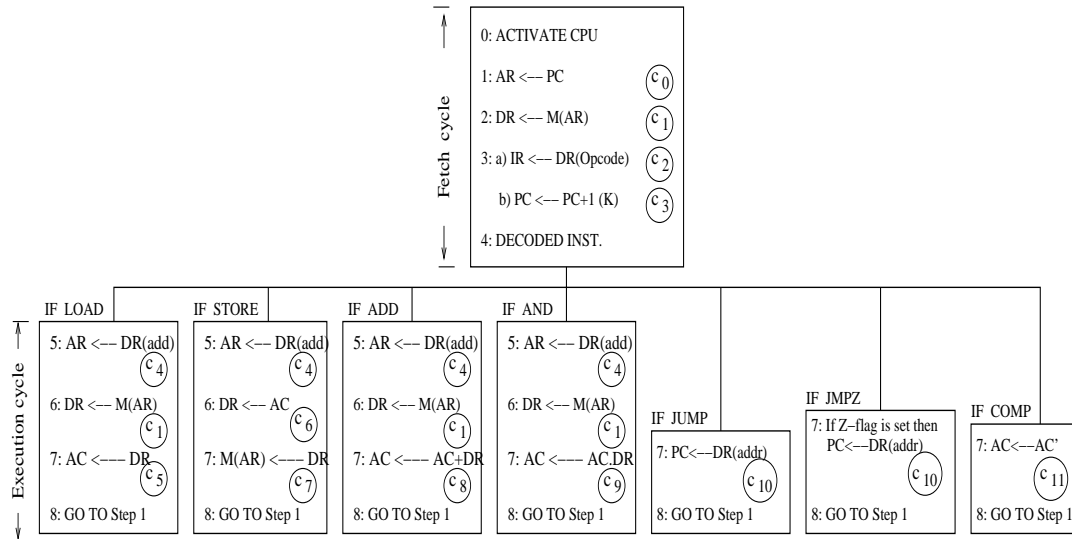 Fetch cycle
0: ACTIVATE CPU
1: AR <-- PC
c0
2: DR <-- M(AR)
c1
3: a) IR <-- DR(Opcode)
c2
b) PC <-- PC+1 (K)
c3
4: DECODED INST.
Execution cycle
IF LOAD
5: AR <-- DR(add)
c4
6: DR <-- M(AR)
c1
7: AC <--- DR
c5
8: GO TO Step 1
IF STORE
5: AR <-- DR(add)
c4
6: DR <-- AC
c6
7: M(AR) <--- DR
c7
8: GO TO Step 1
IF ADD
5: AR <-- DR(add)
c4
6: DR <-- M(AR)
c1
7: AC <--- AC+DR
c8
8: GO TO Step 1
IF AND
5: AR <-- DR(add)
c4
6: DR <-- M(AR)
c1
7: AC <--- AC.DR
c9
8: GO TO Step 1
IF JUMP
7: PC<--DR(addr)
c10
8: GO TO Step 1
IF JMPZ
7: If Z-flag is set then
PC<--DR(addr)
c10
8: GO TO Step 1
IF COMP
7: AC<--AC'
c11
8: GO TO Step 1